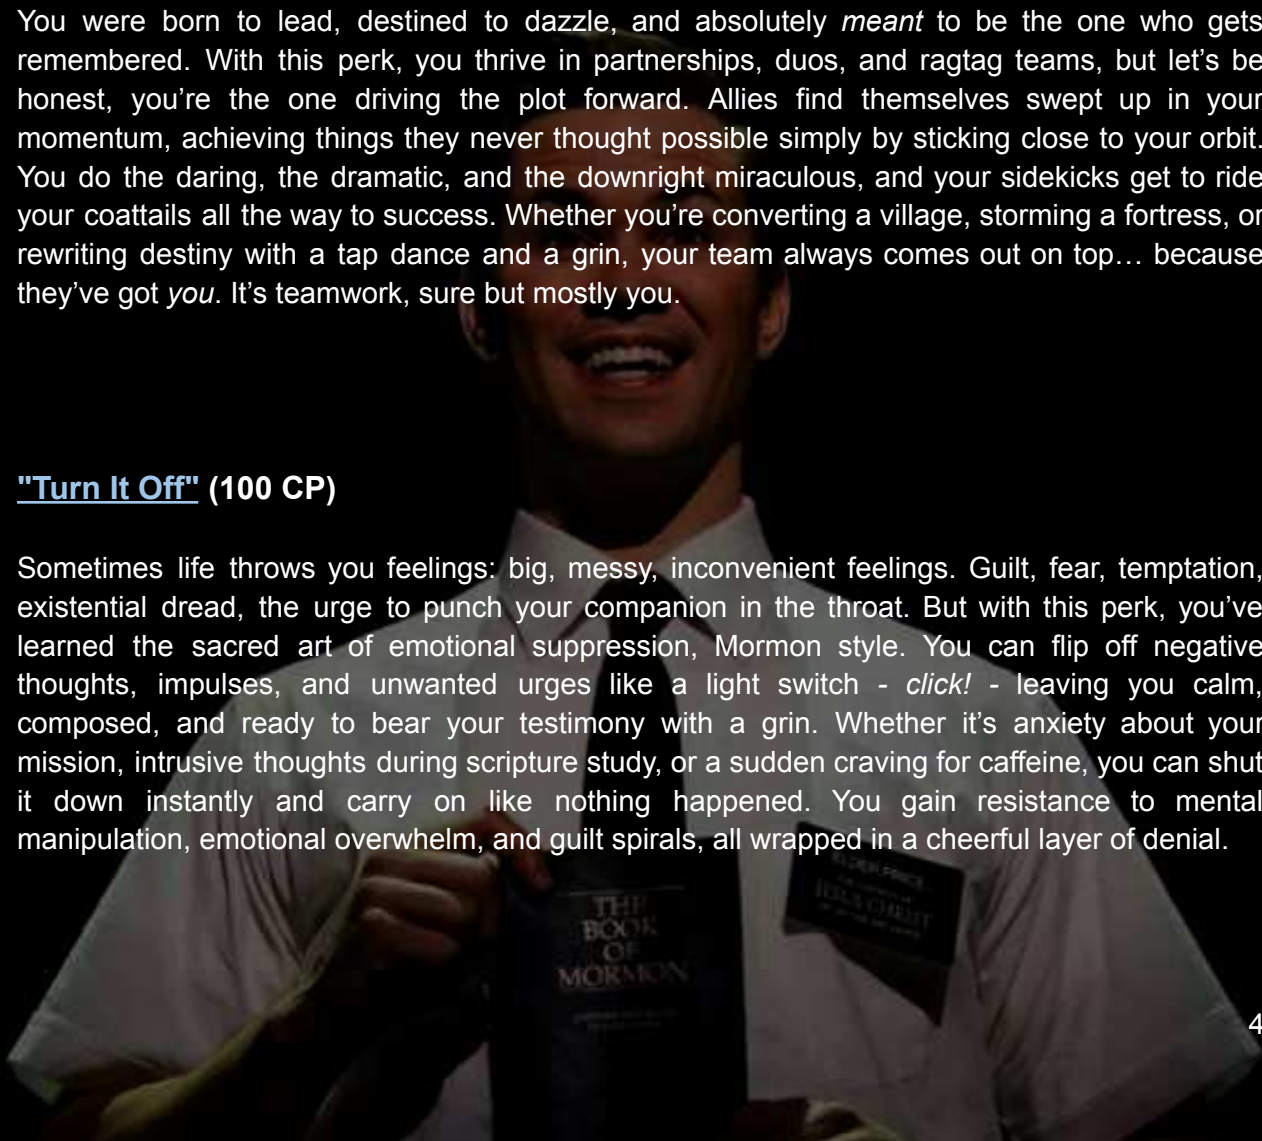 You were born to lead, destined to dazzle, and absolutely meant to be the one who gets
remembered. With this perk, you thrive in partnerships, duos, and ragtag teams, but let's be
honest, you're the one driving the plot forward. Allies find themselves swept up in your
momentum, achieving things they never thought possible simply by sticking close to your orbit.
You do the daring, the dramatic, and the downright miraculous, and your sidekicks get to ride
your coattails all the way to success. Whether you're converting a village, storming a fortress, or
rewriting destiny with a tap dance and a grin, your team always comes out on top… because
they've got you. It's teamwork, sure but mostly you.
"Turn It Off" (100 CP)
Sometimes life throws you feelings: big, messy, inconvenient feelings. Guilt, fear, temptation,
existential dread, the urge to punch your companion in the throat. But with this perk, you've
learned the sacred art of emotional suppression, Mormon style. You can flip off negative
thoughts, impulses, and unwanted urges like a light switch - click! - leaving you calm,
composed, and ready to bear your testimony with a grin. Whether it's anxiety about your
mission, intrusive thoughts during scripture study, or a sudden craving for caffeine, you can shut
it down instantly and carry on like nothing happened. You gain resistance to mental
manipulation, emotional overwhelm, and guilt spirals, all wrapped in a cheerful layer of denial.
ELDER PRICE
JESUS CHRIST
THE
BOOK
OF
MORMON
4